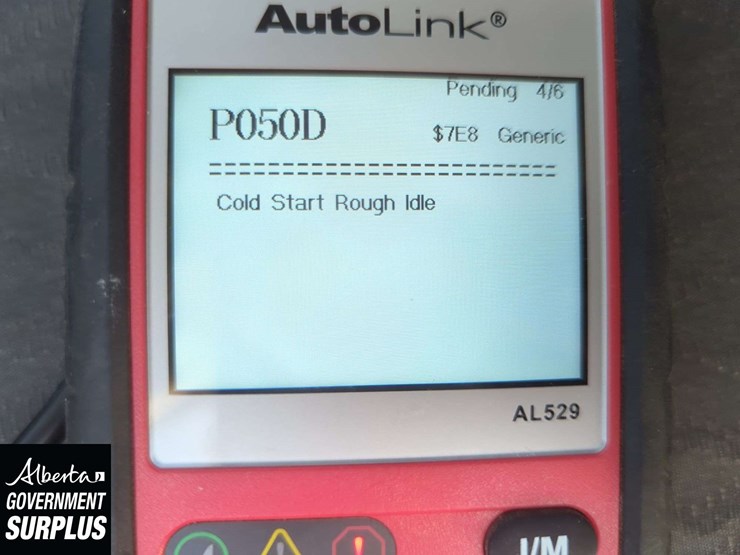 AutoLink®
Pending 4/6
P050D
$7E8 Generic
==============================
Cold Start Rough Idle
AL529
I/M
Alberta
GOVERNMENT
SURPLUS